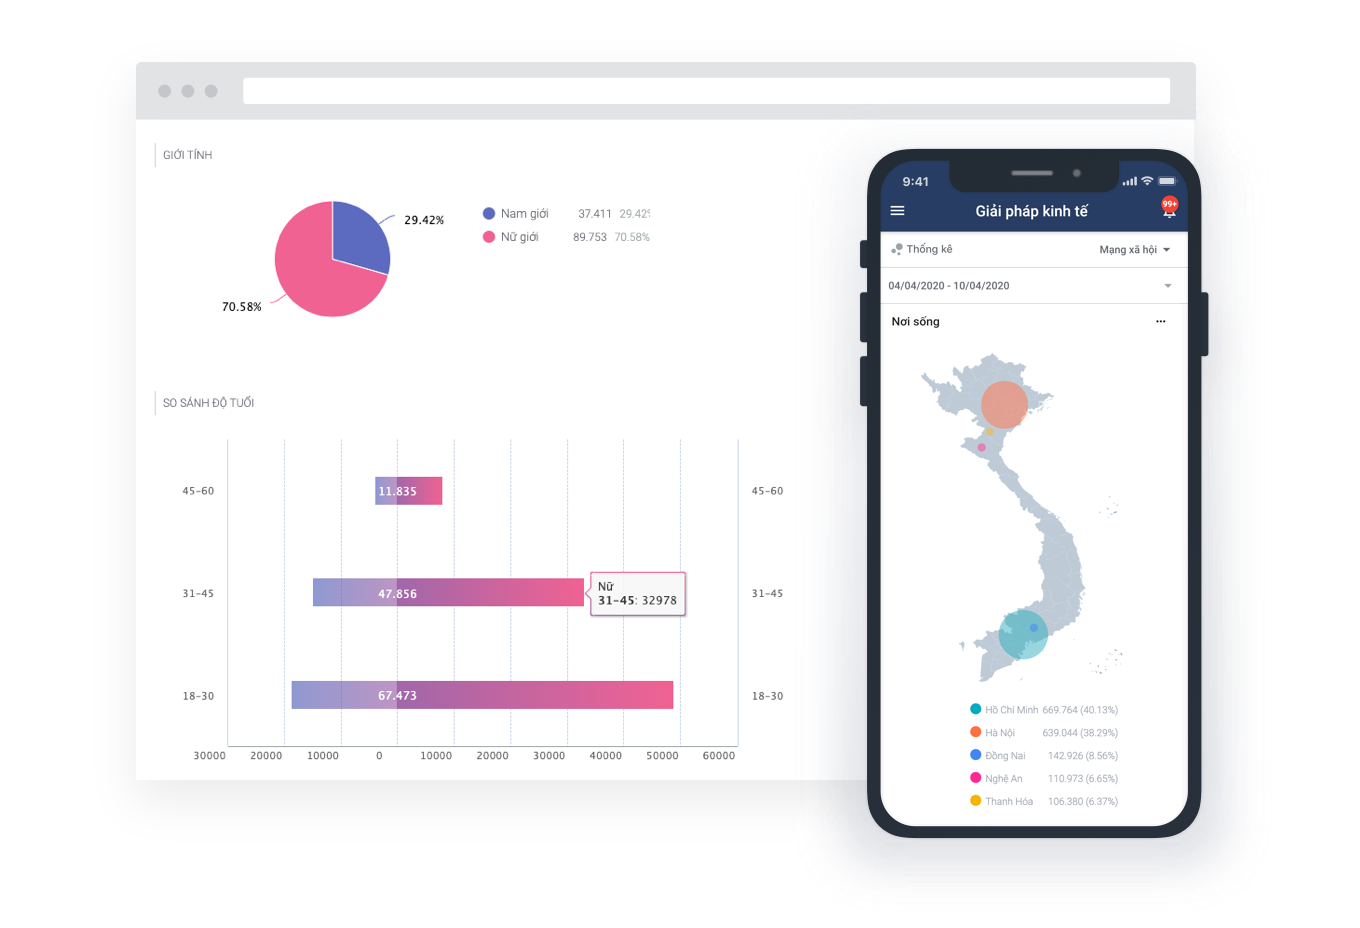 GIỚI TÍNH
29.42%
70.58%
Nam giới 37.411 29.42%
Nữ giới 89.753 70.58%
SO SÁNH ĐỘ TUỔI
45-60 11.835 45-60
31-45 47.856 31-45
Nữ
31-45: 32978
18-30 67.473 18-30
30000 20000 10000 0 10000 20000 30000 40000 50000 60000
9:41
Giải pháp kinh tế
99+
Thống kê Mạng xã hội
04/04/2020 - 10/04/2020
Nơi sống
Hồ Chí Minh 669.764 (40.13%)
Hà Nội 639.044 (38.29%)
Đồng Nai 142.926 (8.56%)
Nghệ An 110.973 (6.65%)
Thanh Hóa 106.380 (6.37%)